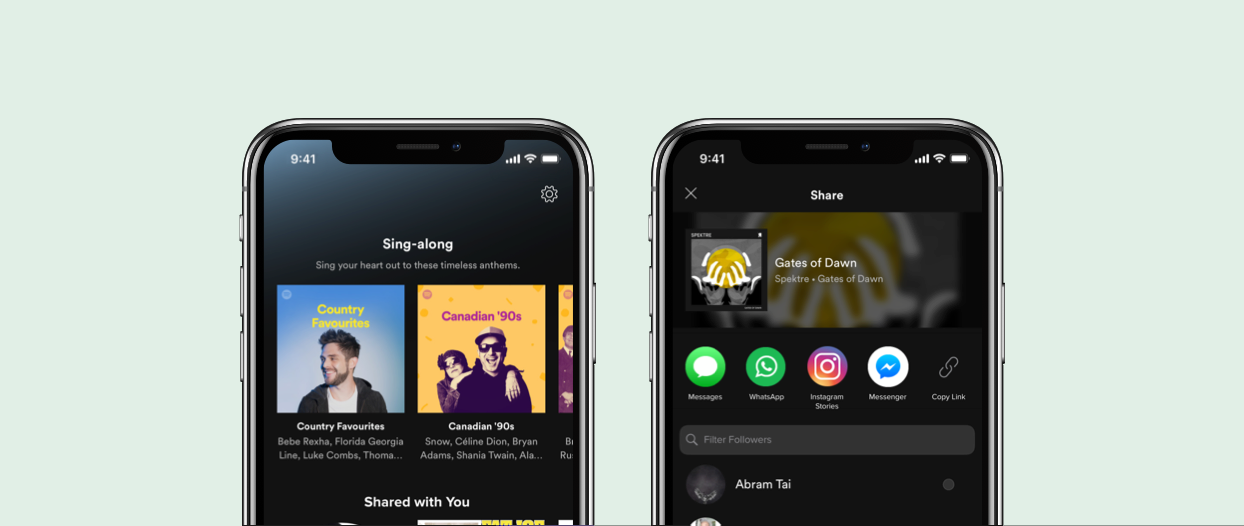 9:41
Sing-along
Sing your heart out to these timeless anthems.
Country
Favourites
Canadian '90s
Country Favourites
Bebe Rexha, Florida Georgia
Line, Luke Combs, Thoma...
Canadian '90s
Snow, Céline Dion, Bryan
Adams, Shania Twain, Ala...
Shared with You
9:41
Share
SPEKTRE
Gates of Dawn
Spektre • Gates of Dawn
Messages
WhatsApp
Instagram
Stories
Messenger
Copy Link
Filter Followers
Abram Tai